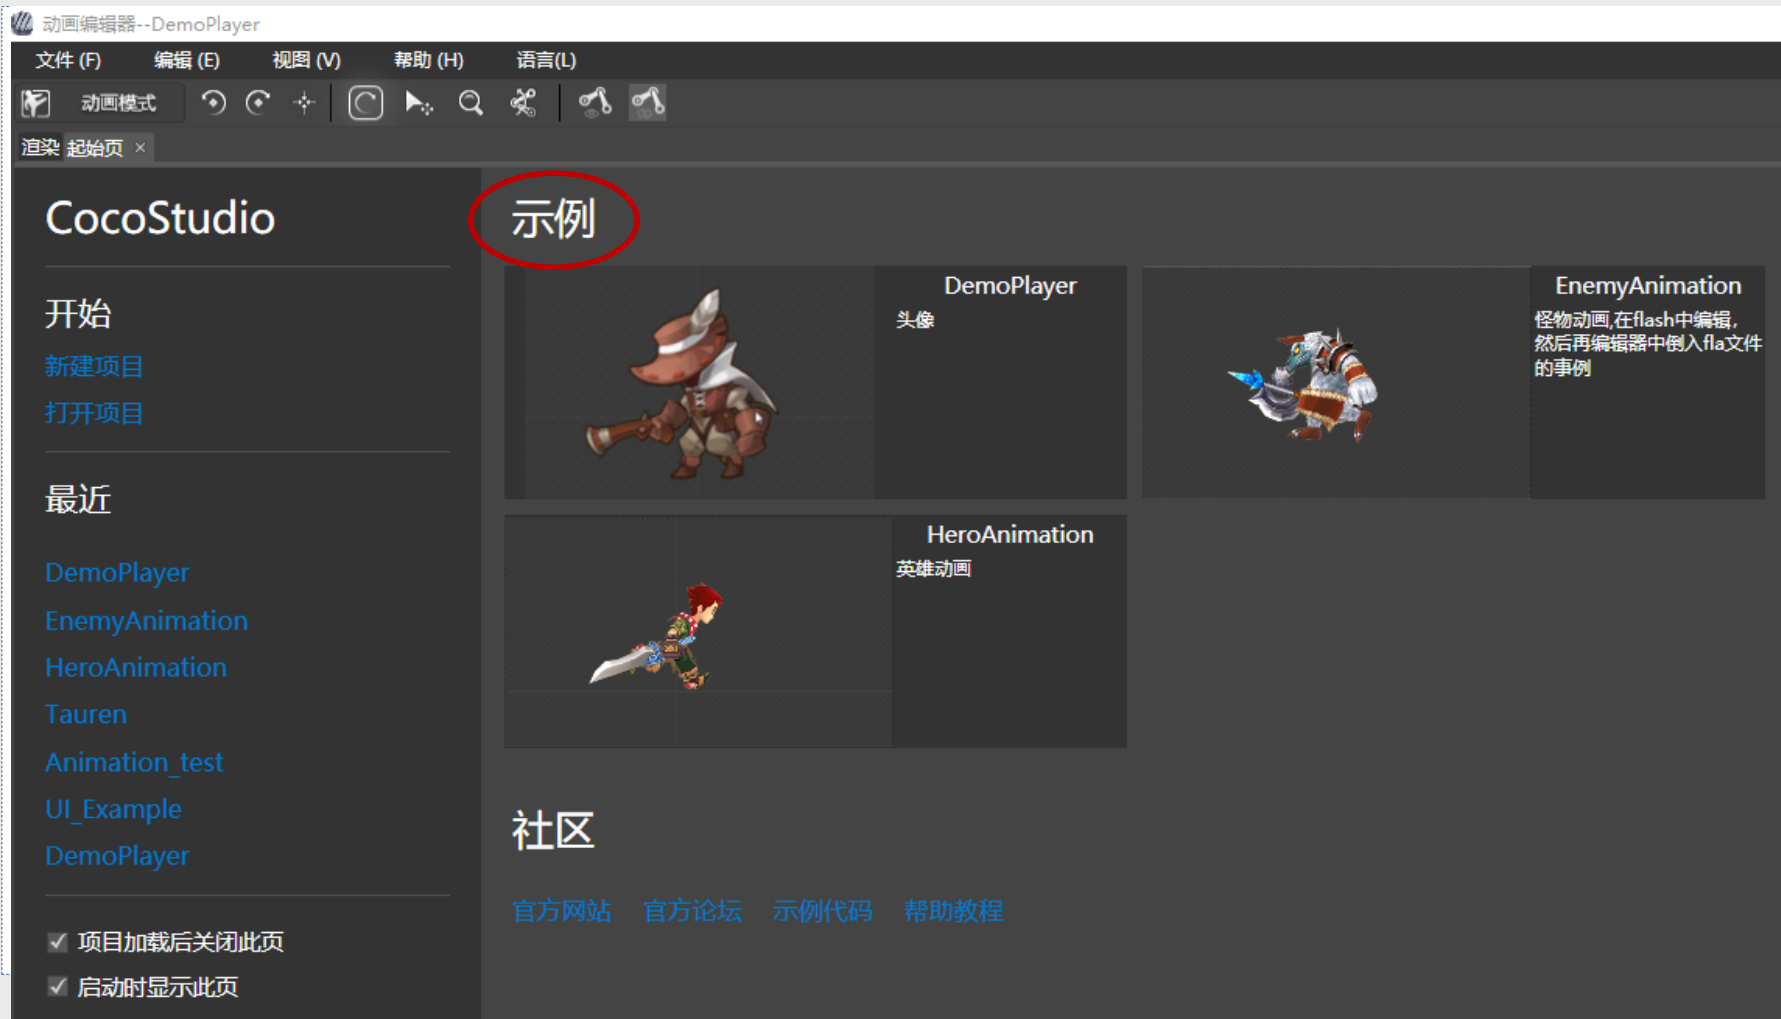 动画编辑器--DemoPlayer
文件 (F) 编辑 (E) 视图 (V) 帮助 (H) 语言(L)
动画模式
渲染 起始页 ×
CocoStudio
开始
新建项目
打开项目
最近
DemoPlayer
EnemyAnimation
HeroAnimation
Tauren
Animation_test
UI_Example
DemoPlayer
项目加载后关闭此页
启动时显示此页
示例
DemoPlayer
头像
EnemyAnimation
怪物动画,在flash中编辑,
然后再编辑器中倒入fla文件
的事例
HeroAnimation
英雄动画
社区
官方网站 官方论坛 示例代码 帮助教程